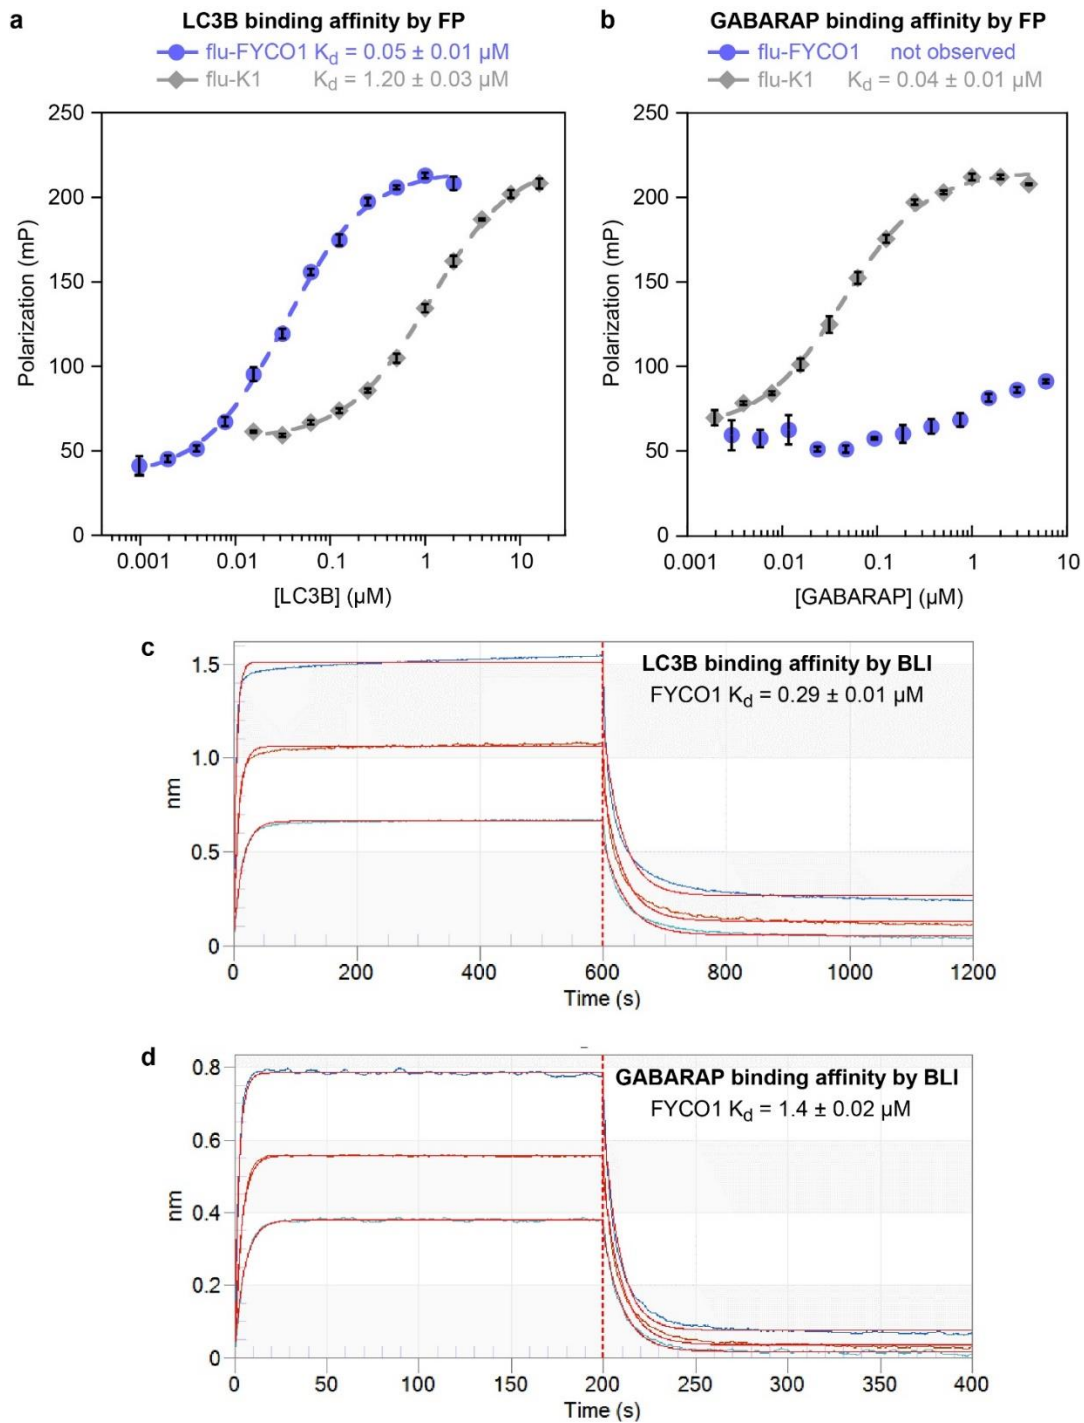 a
LC3B binding affinity by FP
flu-FYCO1 Kd = 0.05 ± 0.01 µM
flu-K1 Kd = 1.20 ± 0.03 µM
250
200
150
100
50
0
Polarization (mP)
0.001 0.01 0.1 1 10
[LC3B] (µM)
b
GABARAP binding affinity by FP
flu-FYCO1 not observed
flu-K1 Kd = 0.04 ± 0.01 µM
250
200
150
100
50
0
Polarization (mP)
0.001 0.01 0.1 1 10
[GABARAP] (µM)
c
LC3B binding affinity by BLI
FYCO1 Kd = 0.29 ± 0.01 µM
1.5
1.0
0.5
0
nm
0 200 400 600 800 1000 1200
Time (s)
d
GABARAP binding affinity by BLI
FYCO1 Kd = 1.4 ± 0.02 µM
0.8
0.6
0.4
0.2
0
nm
0 50 100 150 200 250 300 350 400
Time (s)